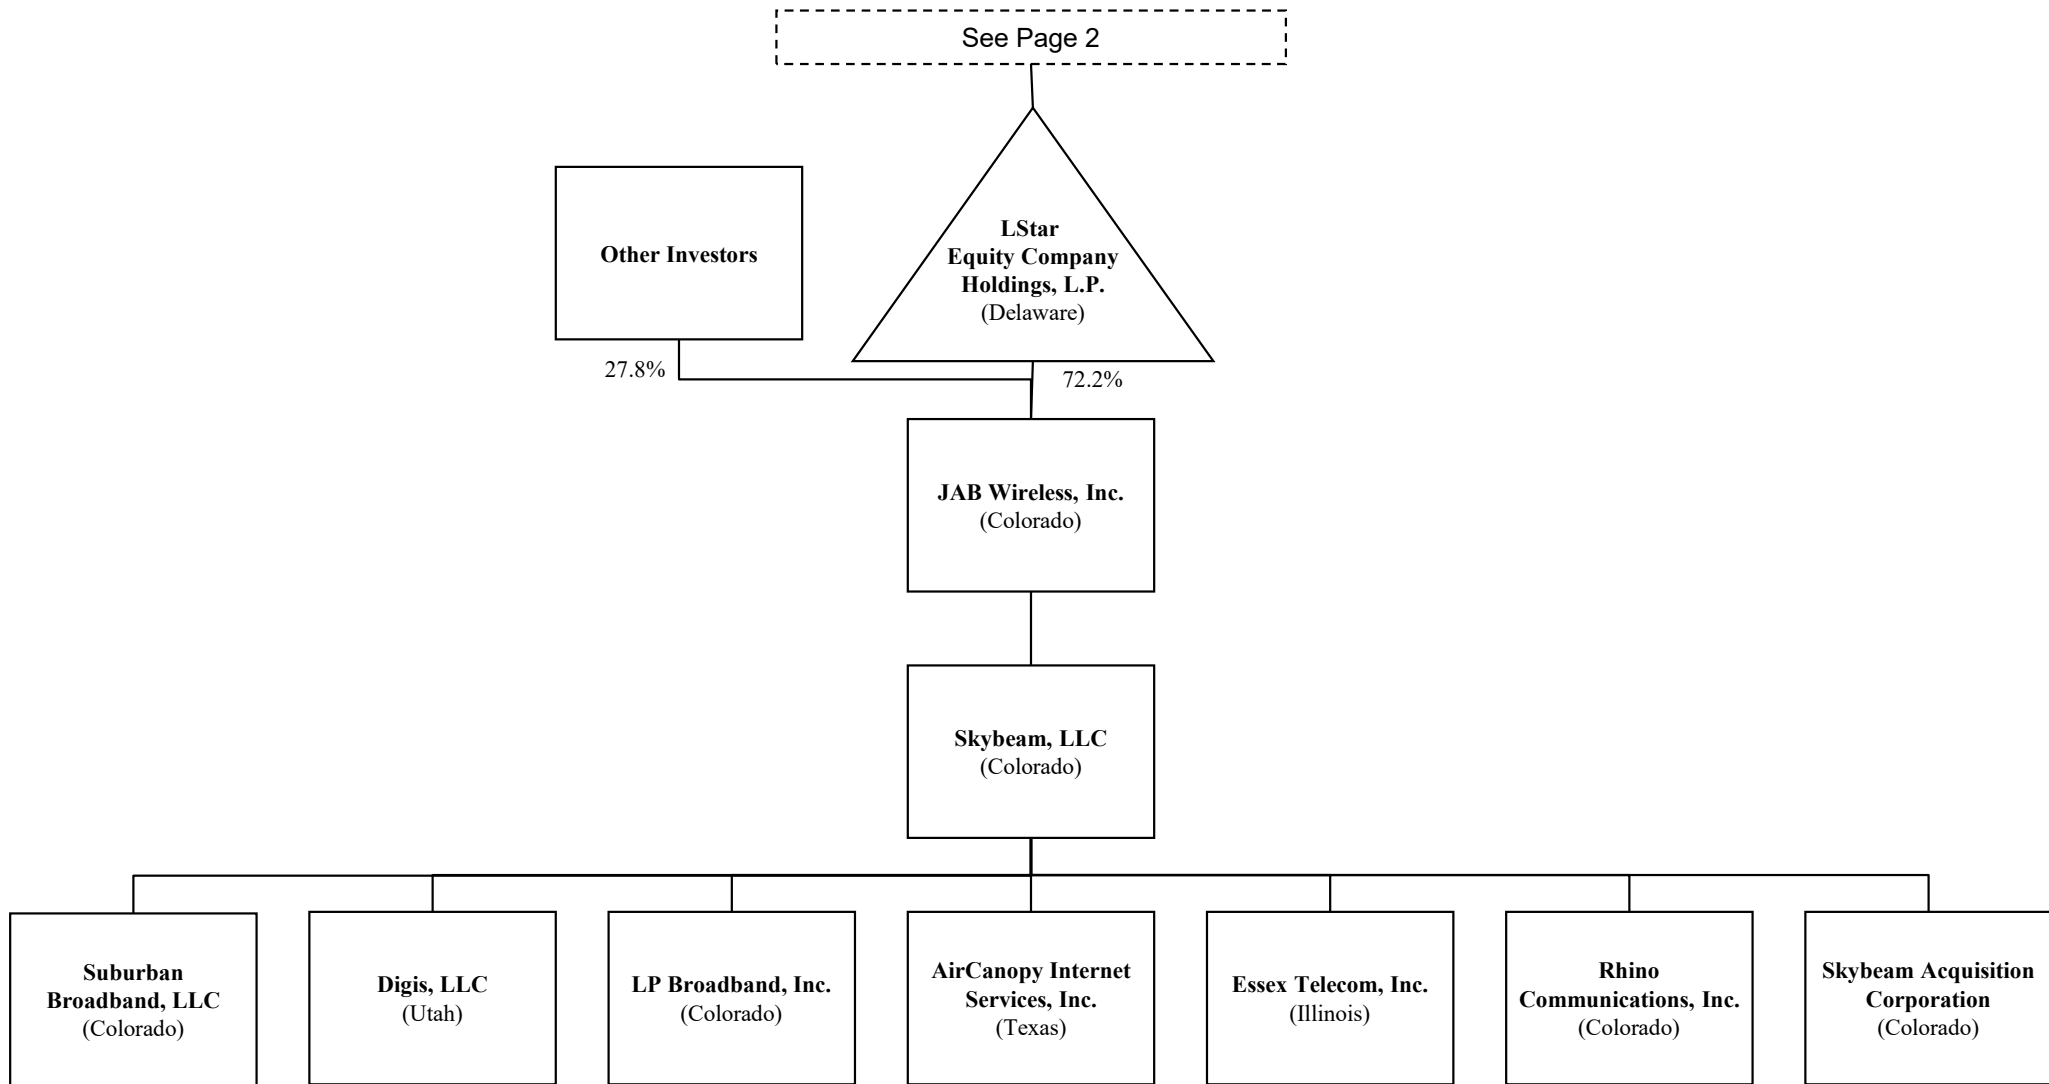 See Page 2
Other Investors
LStar
Equity Company
Holdings, L.P.
(Delaware)
27.8%
72.2%
JAB Wireless, Inc.
(Colorado)
Skybeam, LLC
(Colorado)
Suburban
Broadband, LLC
(Colorado)
Digis, LLC
(Utah)
LP Broadband, Inc.
(Colorado)
AirCanopy Internet
Services, Inc.
(Texas)
Essex Telecom, Inc.
(Illinois)
Rhino
Communications, Inc.
(Colorado)
Skybeam Acquisition
Corporation
(Colorado)